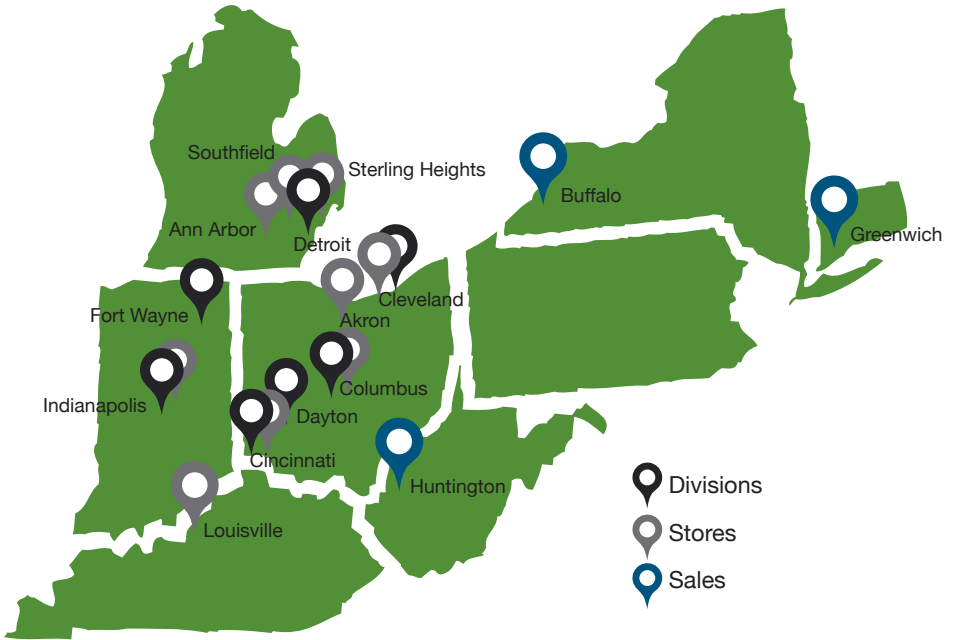 Southfield
Sterling Heights
Buffalo
Ann Arbor
Detroit
Greenwich
Cleveland
Fort Wayne
Akron
Columbus
Indianapolis
Dayton
Cincinnati
Huntington
Divisions
Louisville
Stores
Sales